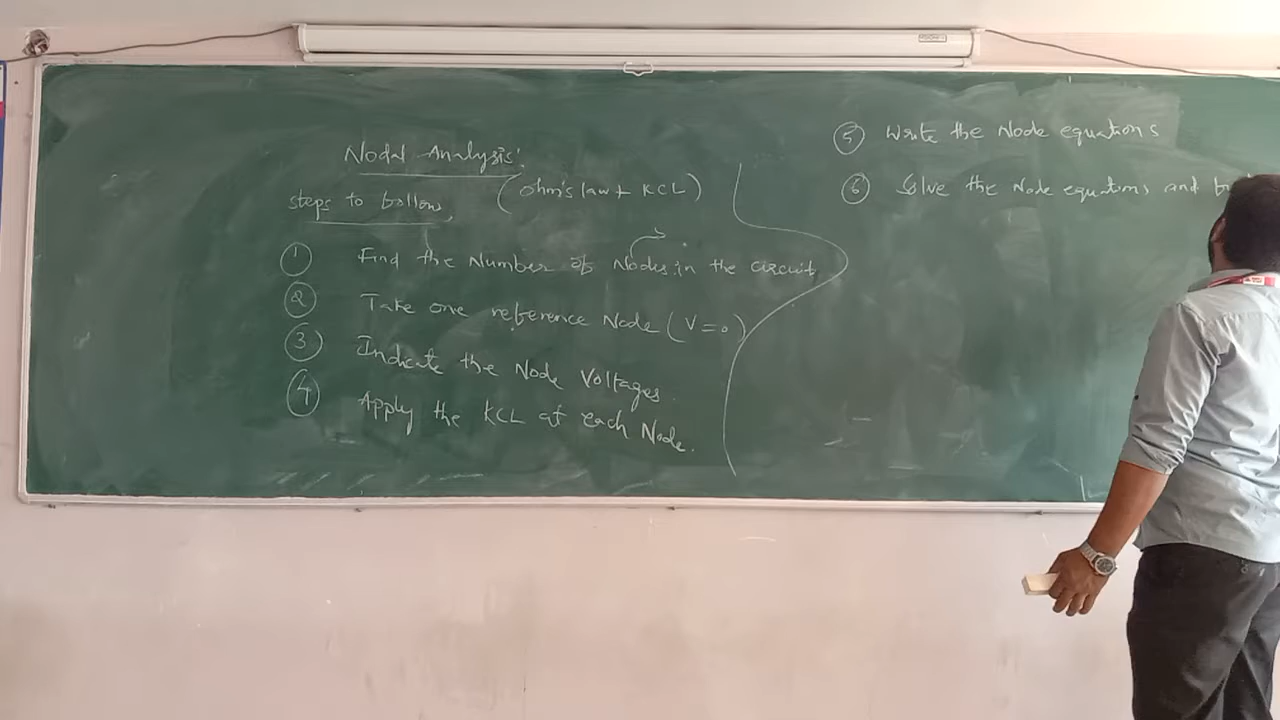 Nodal Analysis:
steps to follow, (ohm's law + KCL)
① Find the Number of Nodes in the circuit,
② Take one reference Node (V=0)
③ Indicate the Node Voltages.
④ Apply the KCL at each Node.
⑤ Write the Node equations
⑥ Solve the Node equations and